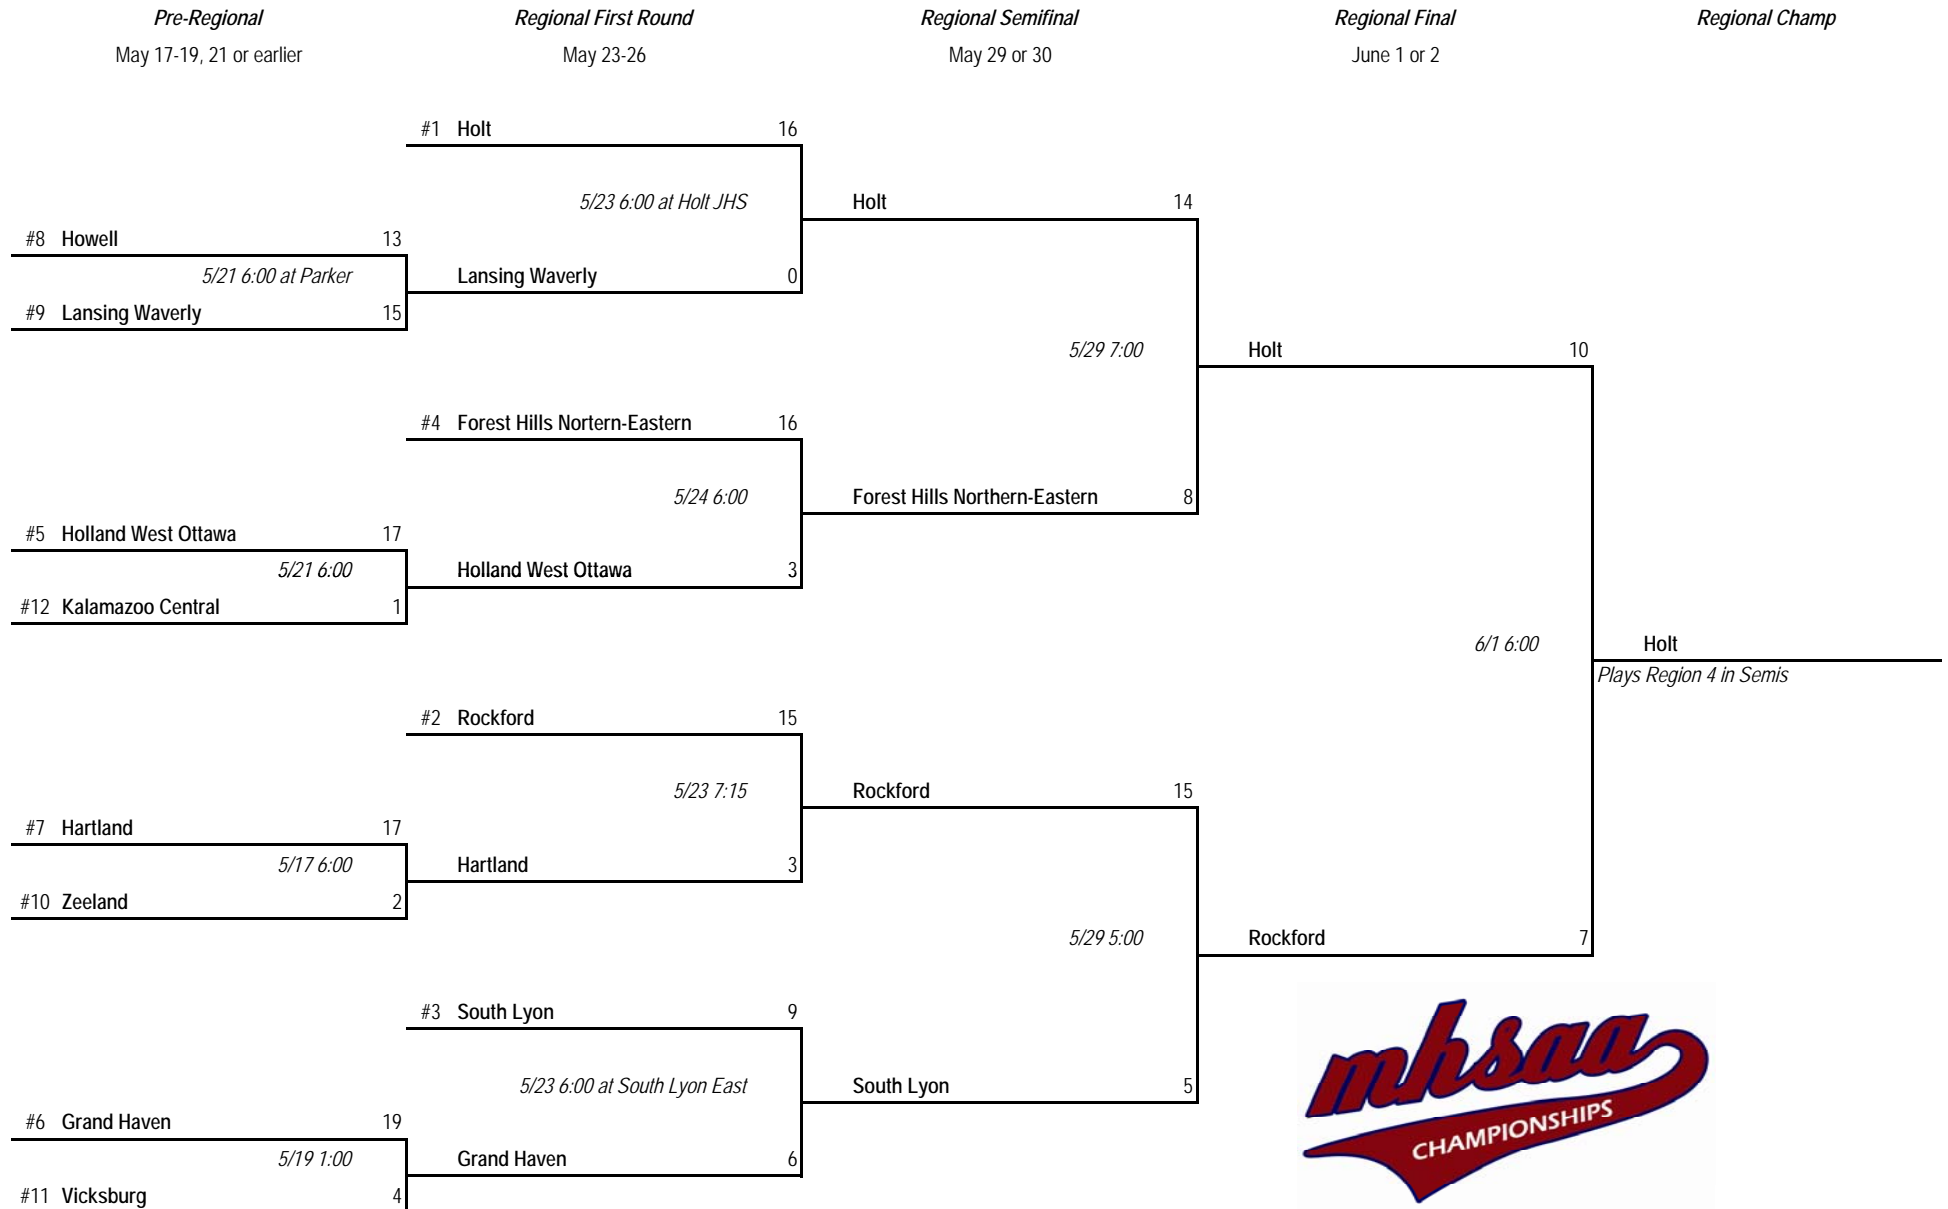 Pre-Regional Regional First Round Regional Semifinal Regional Final Regional Champ
May 17-19, 21 or earlier May 23-26 May 29 or 30 June 1 or 2
#1 Holt 16
5/23 6:00 at Holt JHS Holt 14
#8 Howell 13
5/21 6:00 at Parker Lansing Waverly 0
#9 Lansing Waverly 15
5/29 7:00 Holt 10
#4 Forest Hills Nortern-Eastern 16
5/24 6:00 Forest Hills Northern-Eastern 8
#5 Holland West Ottawa 17
5/21 6:00 Holland West Ottawa 3
#12 Kalamazoo Central 1
6/1 6:00 Holt
Plays Region 4 in Semis
#2 Rockford 15
5/23 7:15 Rockford 15
#7 Hartland 17
5/17 6:00 Hartland 3
#10 Zeeland 2
5/29 5:00 Rockford 7
#3 South Lyon 9
5/23 6:00 at South Lyon East South Lyon 5
#6 Grand Haven 19
5/19 1:00 Grand Haven 6
#11 Vicksburg 4
mhsaa
CHAMPIONSHIPS